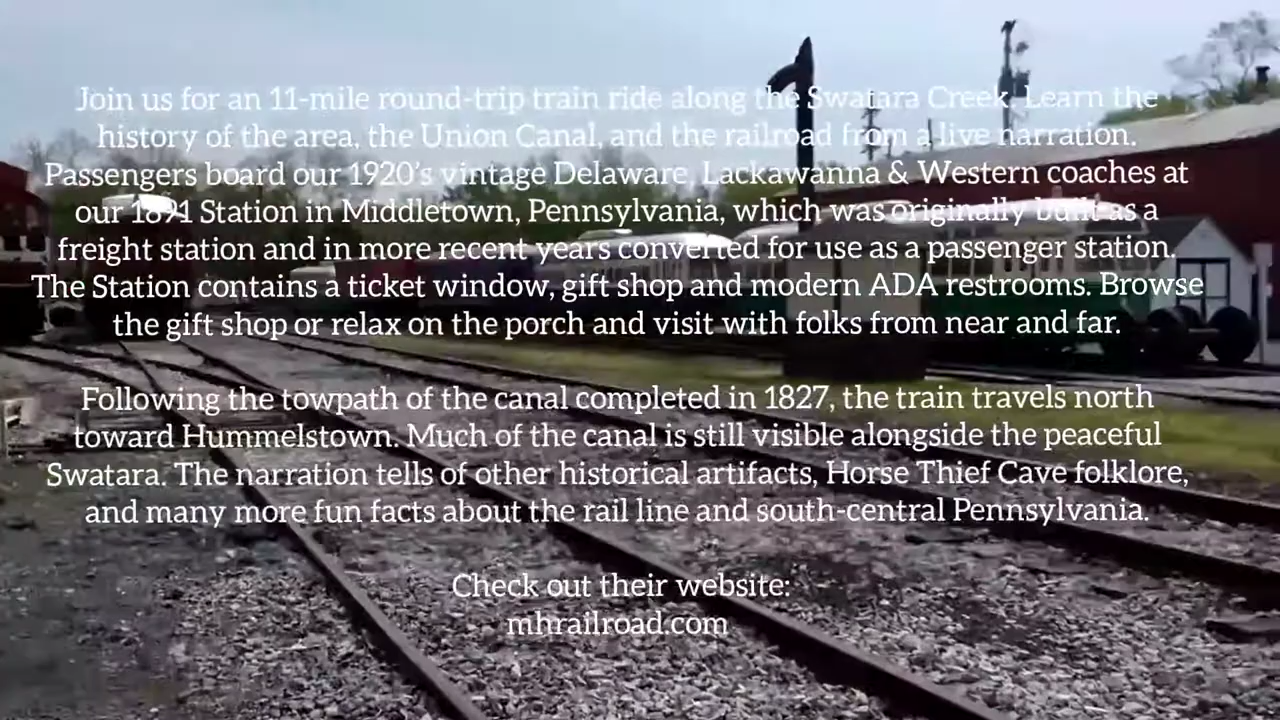 Join us for an 11-mile round-trip train ride along the Swatara Creek. Learn the
history of the area, the Union Canal, and the railroad from a live narration.
Passengers board our 1920's vintage Delaware, Lackawanna & Western coaches at
our 1891 Station in Middletown, Pennsylvania, which was originally built as a
freight station and in more recent years converted for use as a passenger station.
The Station contains a ticket window, gift shop and modern ADA restrooms. Browse
the gift shop or relax on the porch and visit with folks from near and far.
Following the towpath of the canal completed in 1827, the train travels north
toward Hummelstown. Much of the canal is still visible alongside the peaceful
Swatara. The narration tells of other historical artifacts, Horse Thief Cave folklore,
and many more fun facts about the rail line and south-central Pennsylvania.
Check out their website:
mhrailroad.com